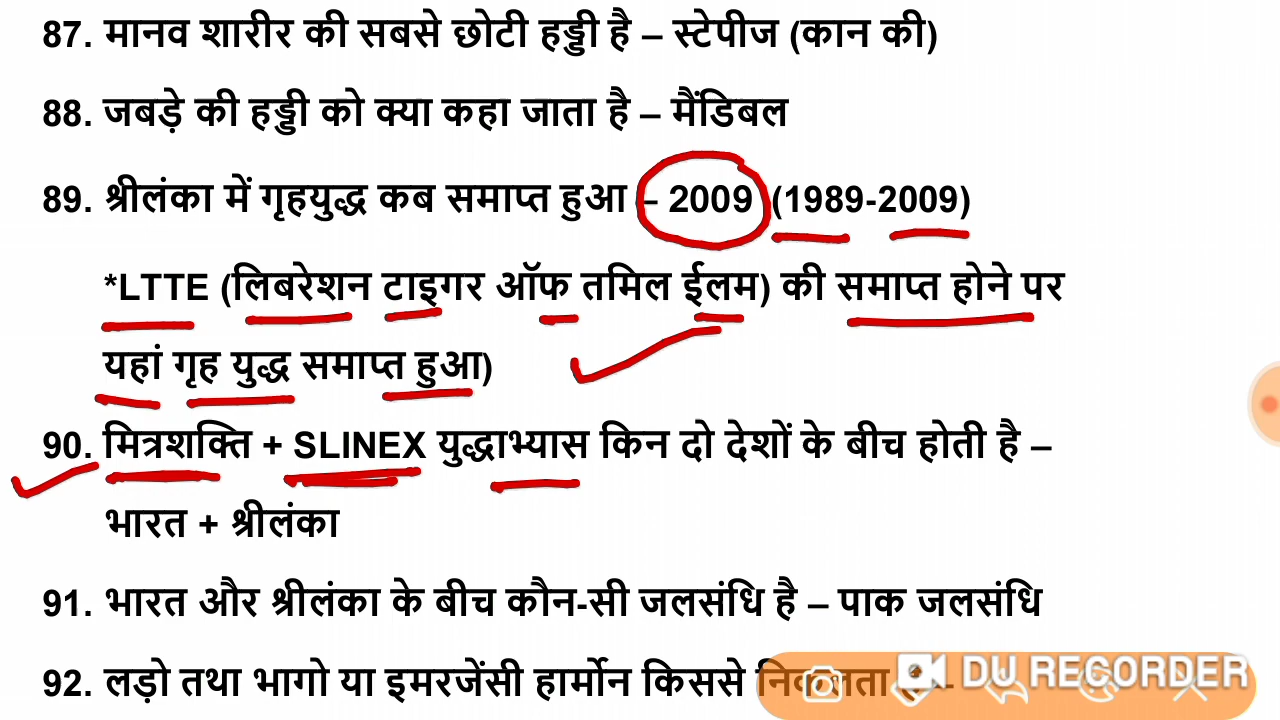 87. मानव शारीर की सबसे छोटी हड्डी है – स्टेपीज (कान की)
88. जबड़े की हड्डी को क्या कहा जाता है – मैंडिबल
89. श्रीलंका में गृहयुद्ध कब समाप्त हुआ – 2009 (1989-2009)
*LTTE (लिबरेशन टाइगर ऑफ तमिल ईलम) की समाप्त होने पर
यहां गृह युद्ध समाप्त हुआ)
90. मित्रशक्ति + SLINEX युद्धाभ्यास किन दो देशों के बीच होती है –
भारत + श्रीलंका
91. भारत और श्रीलंका के बीच कौन-सी जलसंधि है – पाक जलसंधि
92. लड़ो तथा भागो या इमरजेंसी हार्मोन किससे निकलता है –
DU RECORDER